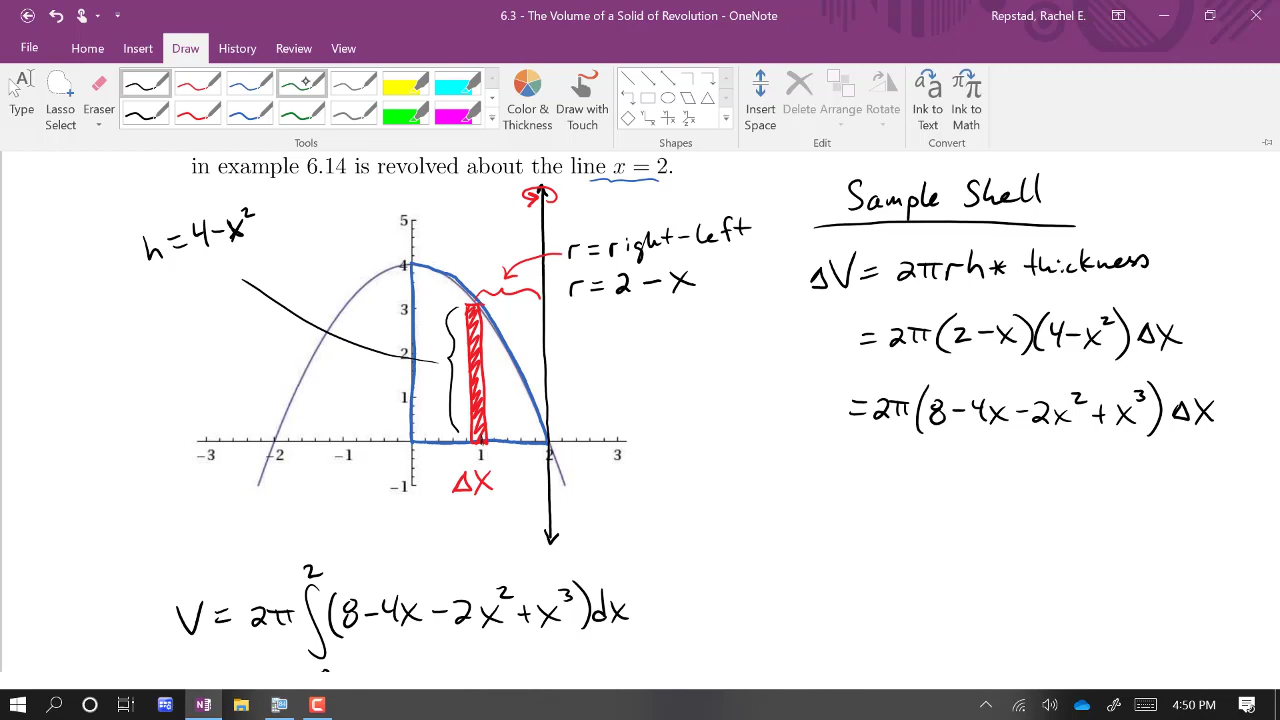 6.3 - The Volume of a Solid of Revolution - OneNote
Repstad, Rachel E.
File Home Insert Draw History Review View
Type
Lasso Select
Eraser
Color & Thickness
Draw with Touch
Insert Space
Delete
Arrange
Rotate
Ink to Text
Ink to Math
Tools
Shapes
Edit
Convert
in example 6.14 is revolved about the line x = 2.
h = 4 - x²
r = right - left
r = 2 - x
5
4
3
2
1
-1
-3 -2 -1 1 2 3
Δx
V = 2π ∫ 2 (8 - 4x - 2x² + x³) dx
Sample Shell
ΔV = 2πrh * thickness
= 2π(2 - x)(4 - x²) Δx
= 2π(8 - 4x - 2x² + x³) Δx
4:50 PM